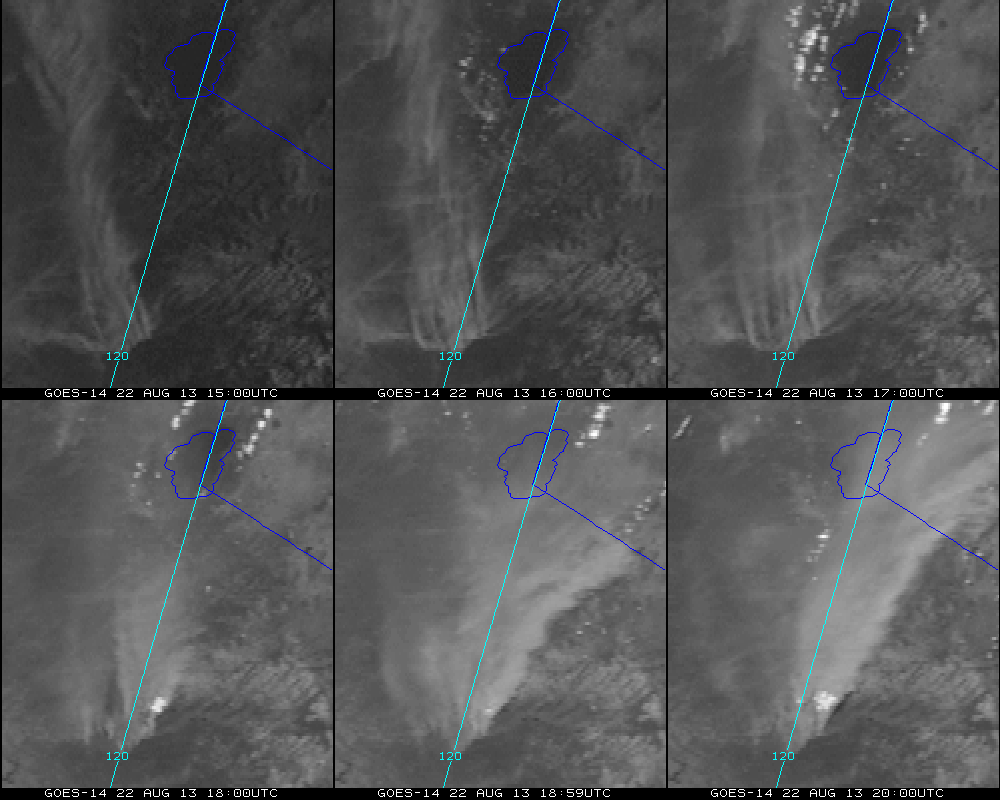 120
120
120
GOES-14 22 AUG 13 15:00UTC
GOES-14 22 AUG 13 16:00UTC
GOES-14 22 AUG 13 17:00UTC
120
120
120
GOES-14 22 AUG 13 18:00UTC
GOES-14 22 AUG 13 18:59UTC
GOES-14 22 AUG 13 20:00UTC